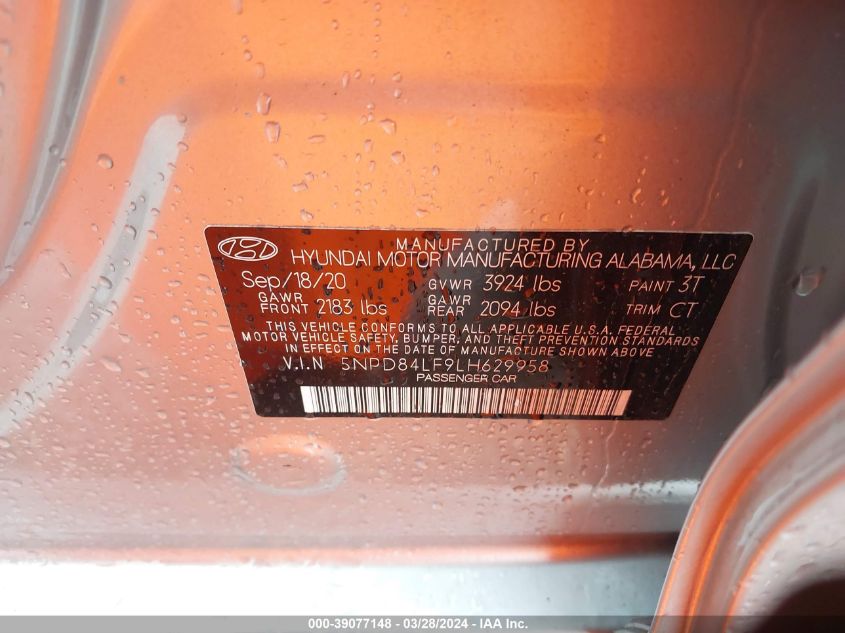 MANUFACTURED BY
HYUNDAI MOTOR MANUFACTURING ALABAMA, LLC
Sep/18/20 GVWR 3924 lbs PAINT 3T
GAWR FRONT 2183 lbs GAWR REAR 2094 lbs TRIM CT
THIS VEHICLE CONFORMS TO ALL APPLICABLE U.S.A. FEDERAL
MOTOR VEHICLE SAFETY, BUMPER, AND THEFT PREVENTION STANDARDS
IN EFFECT ON THE DATE OF MANUFACTURE SHOWN ABOVE
V.I.N 5NPD84LF9LH629958
PASSENGER CAR
000-39077148 - 03/28/2024 - IAA Inc.